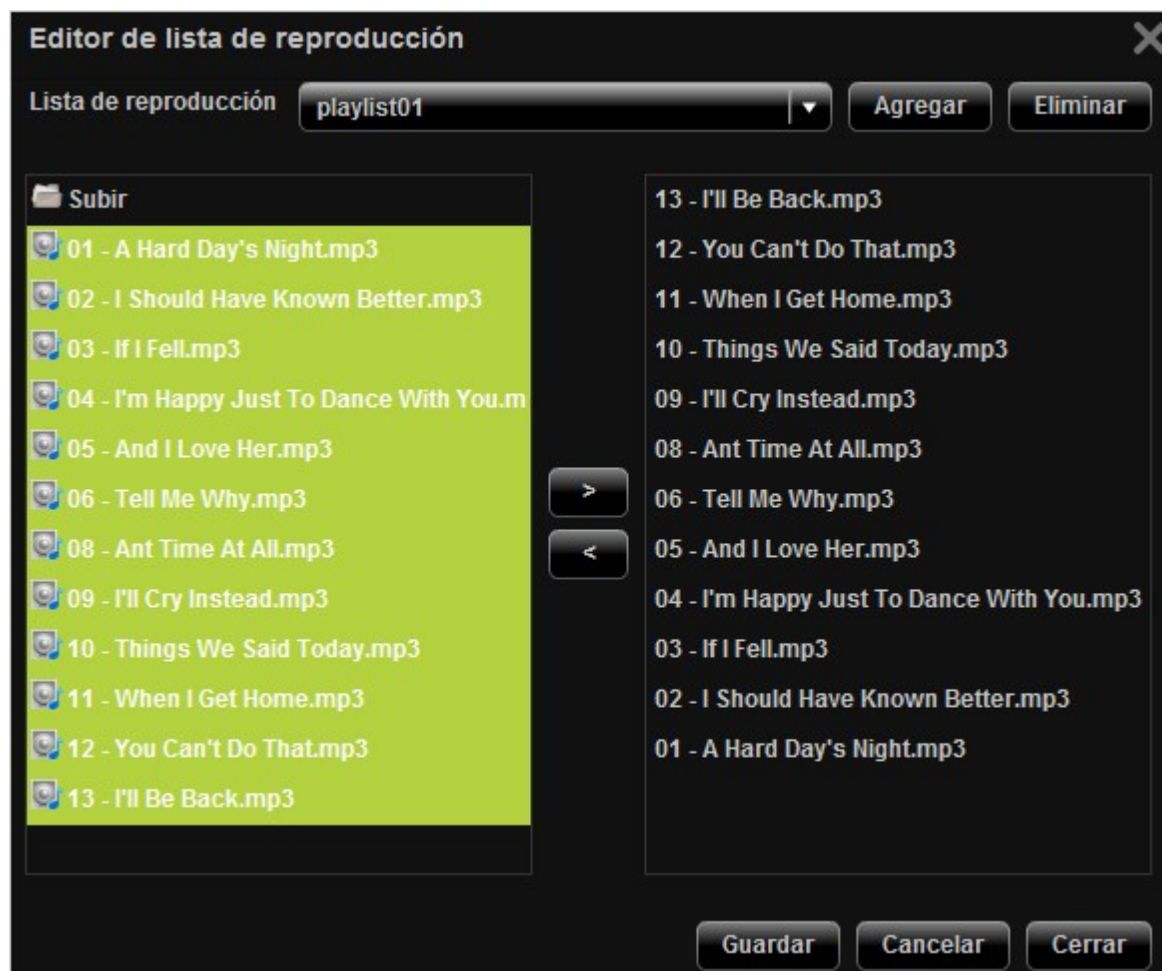 Editor de lista de reproducción
Lista de reproducción playlist01 Agregar Eliminar
Subir
01 - A Hard Day's Night.mp3
02 - I Should Have Known Better.mp3
03 - If I Fell.mp3
04 - I'm Happy Just To Dance With You.m
05 - And I Love Her.mp3
06 - Tell Me Why.mp3
08 - Ant Time At All.mp3
09 - I'll Cry Instead.mp3
10 - Things We Said Today.mp3
11 - When I Get Home.mp3
12 - You Can't Do That.mp3
13 - I'll Be Back.mp3
>
<
13 - I'll Be Back.mp3
12 - You Can't Do That.mp3
11 - When I Get Home.mp3
10 - Things We Said Today.mp3
09 - I'll Cry Instead.mp3
08 - Ant Time At All.mp3
06 - Tell Me Why.mp3
05 - And I Love Her.mp3
04 - I'm Happy Just To Dance With You.mp3
03 - If I Fell.mp3
02 - I Should Have Known Better.mp3
01 - A Hard Day's Night.mp3
Guardar Cancelar Cerrar